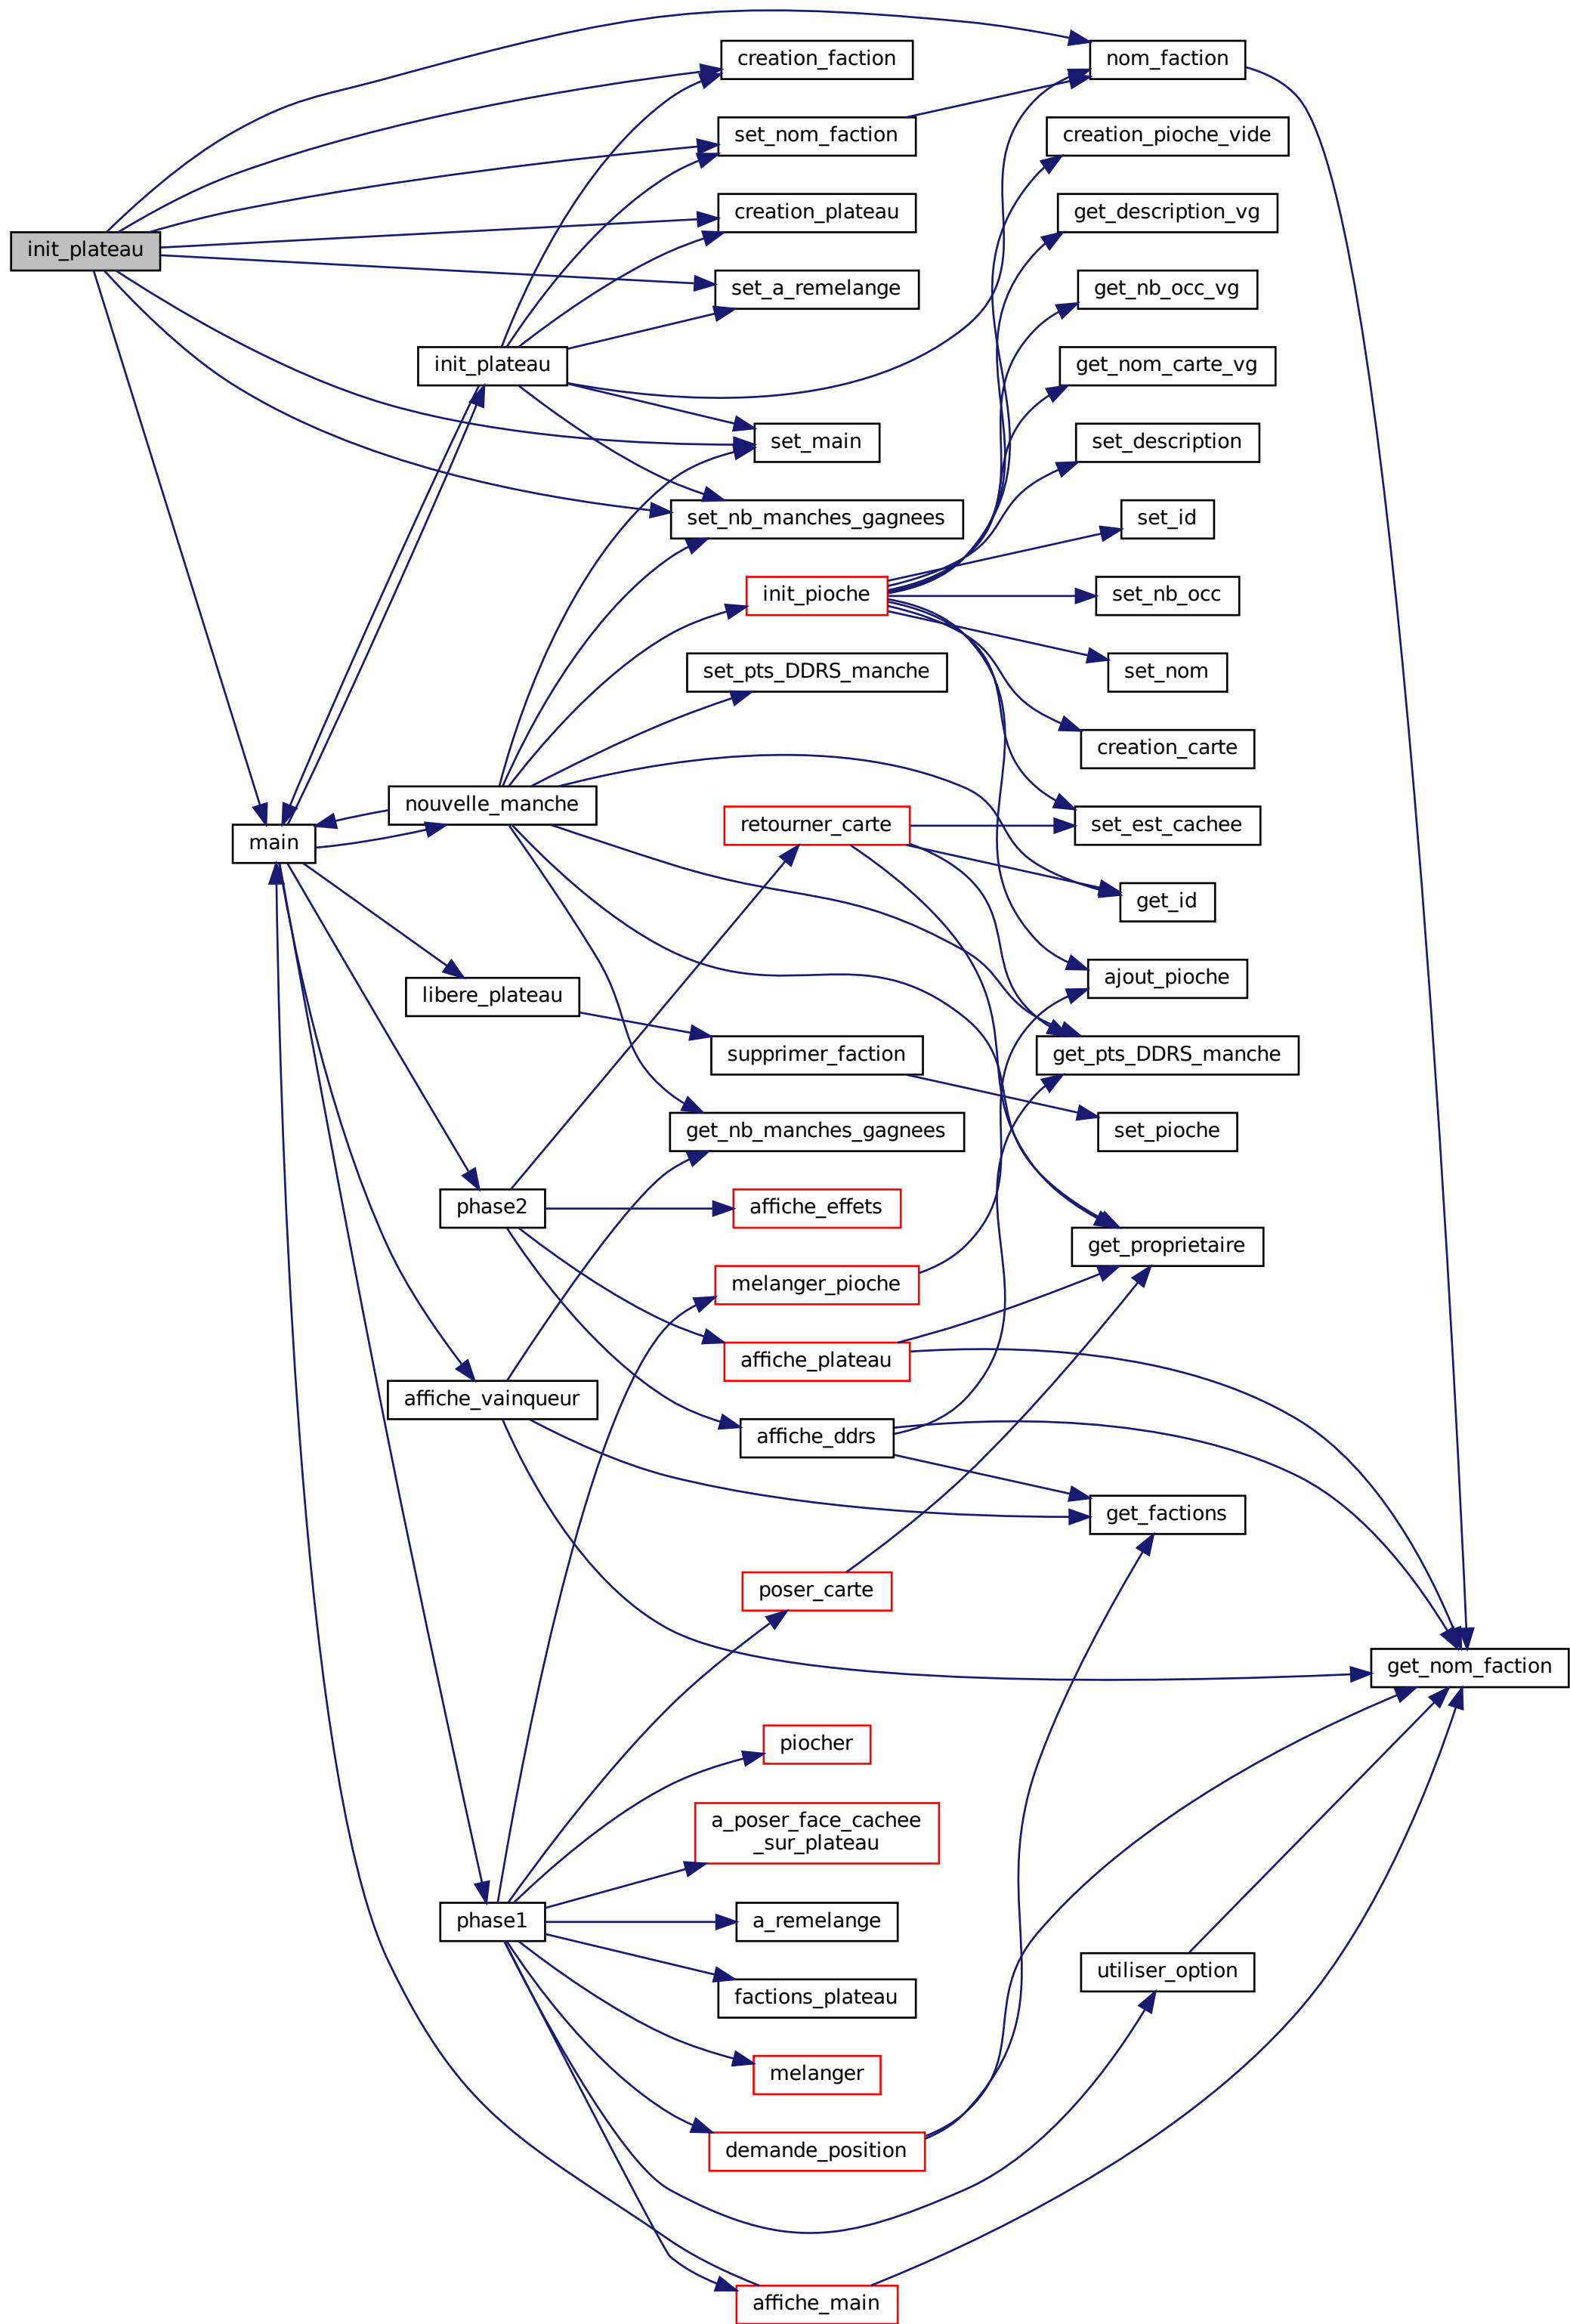 init_plateau
main
init_plateau
nouvelle_manche
libere_plateau
phase2
affiche_vainqueur
phase1
creation_faction
set_nom_faction
creation_plateau
set_a_remelange
set_main
set_nb_manches_gagnees
init_pioche
set_pts_DDRS_manche
retourner_carte
supprimer_faction
get_nb_manches_gagnees
affiche_effets
melanger_pioche
affiche_plateau
affiche_ddrs
poser_carte
piocher
a_poser_face_cachee
_sur_plateau
a_remelange
factions_plateau
melanger
demande_position
affiche_main
nom_faction
creation_pioche_vide
get_description_vg
get_nb_occ_vg
get_nom_carte_vg
set_description
set_id
set_nb_occ
set_nom
creation_carte
set_est_cachee
get_id
ajout_pioche
get_pts_DDRS_manche
set_pioche
get_proprietaire
get_factions
utiliser_option
get_nom_faction